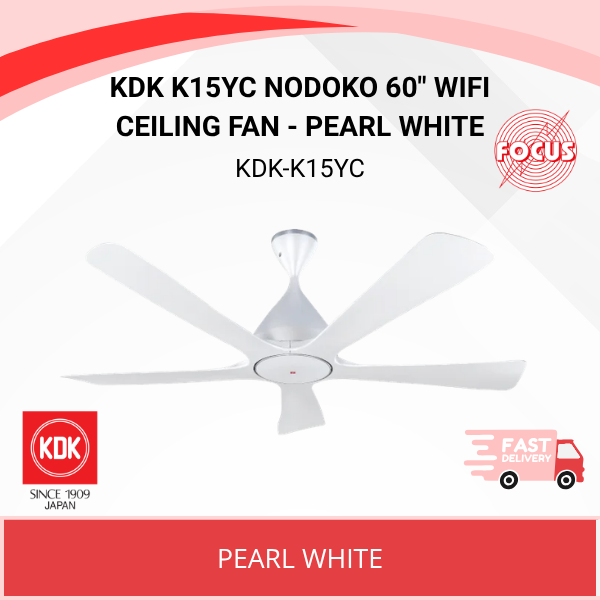 KDK K15YC NODOKO 60" WIFI
CEILING FAN - PEARL WHITE
KDK-K15YC
FOCUS
KDK
SINCE 1909
JAPAN
FAST
DELIVERY
PEARL WHITE